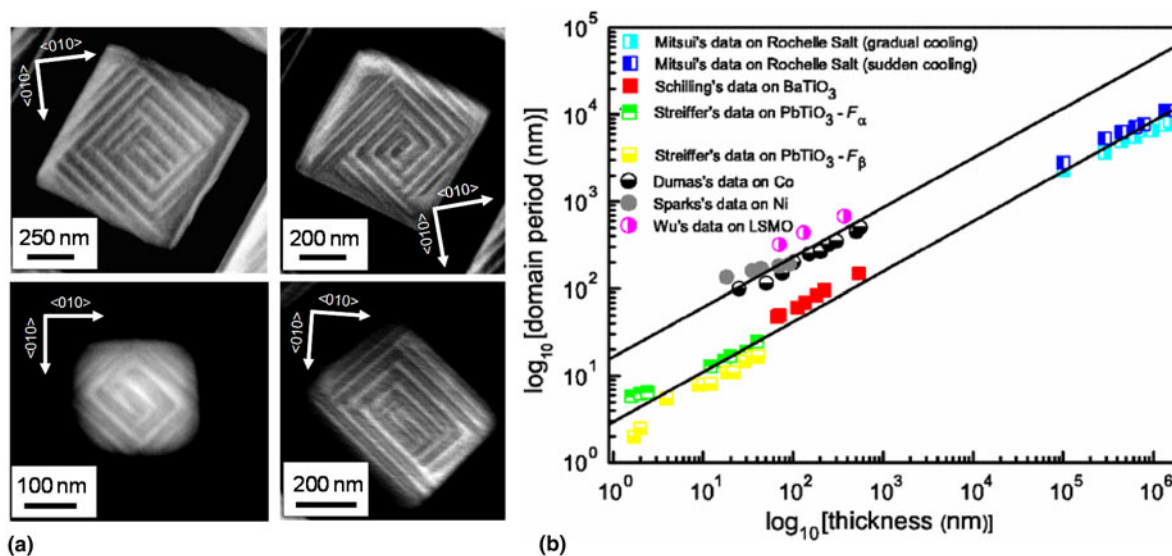 <010>
<010>
250 nm
<010>
<010>
200 nm
<010>
<010>
100 nm
<010>
<010>
200 nm
(a)
(b)
log10[domain period (nm)]
10^5
10^4
10^3
10^2
10^1
10^0
Mitsui's data on Rochelle Salt (gradual cooling)
Mitsui's data on Rochelle Salt (sudden cooling)
Schilling's data on BaTiO3
Streiffer's data on PbTiO3 - Fα
Streiffer's data on PbTiO3 - Fβ
Dumas's data on Co
Sparks's data on Ni
Wu's data on LSMO
10^0 10^1 10^2 10^3 10^4 10^5 10^6
log10[thickness (nm)]